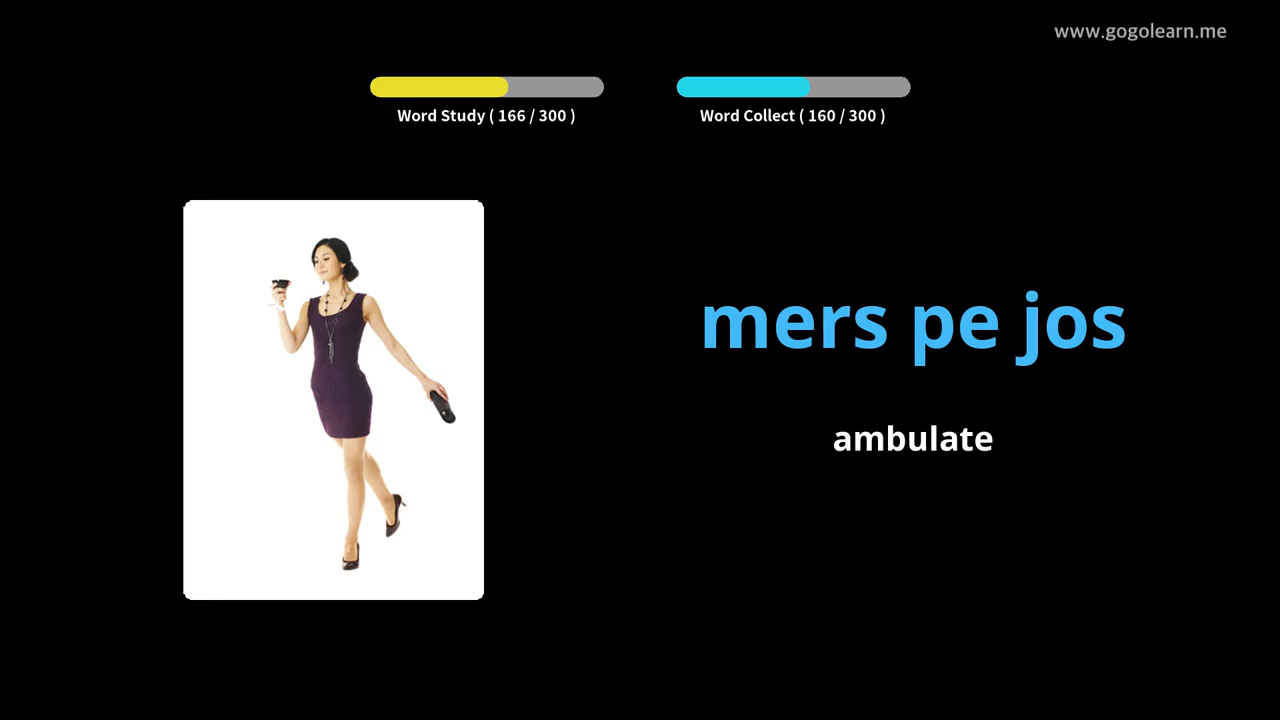 www.gogolearn.me
Word Study ( 166 / 300 )
Word Collect ( 160 / 300 )
mers pe jos
ambulate